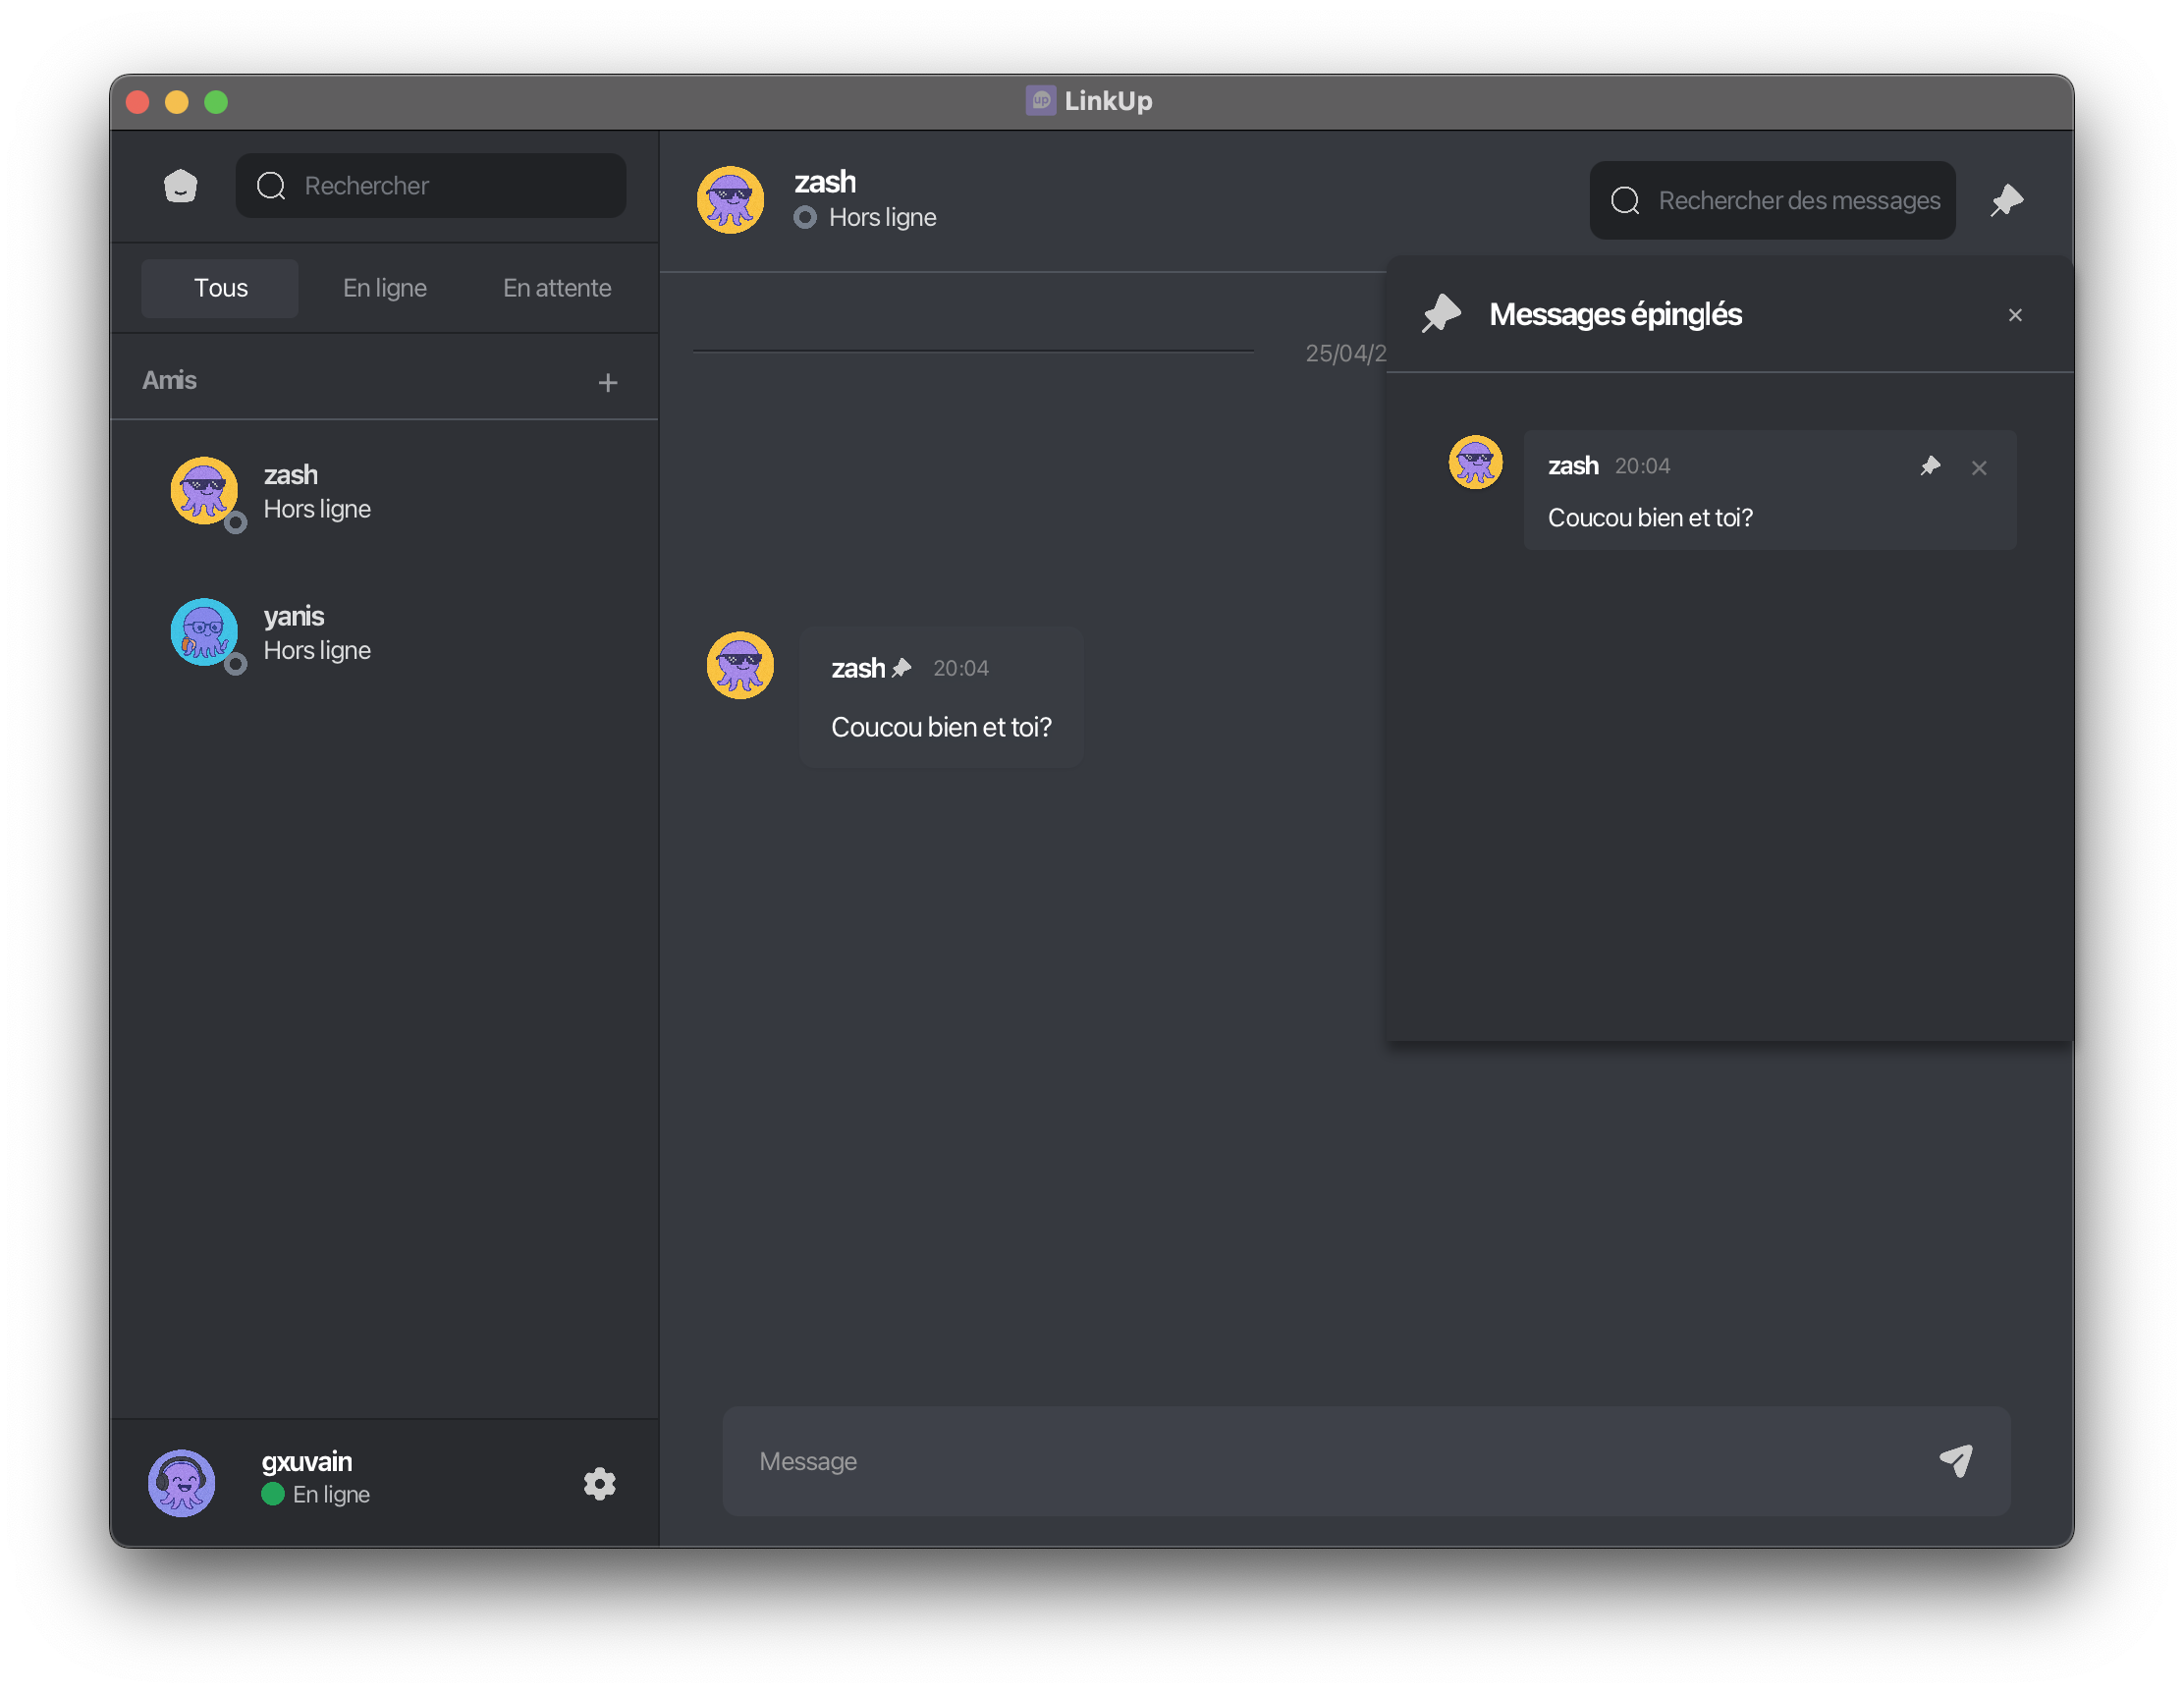 up LinkUp
Rechercher
Tous En ligne En attente
Amis
zash
Hors ligne
yanis
Hors ligne
gxuvain
En ligne
zash
Hors ligne
Rechercher des messages
25/04/2
zash 20:04
Coucou bien et toi?
Message
Messages épinglés
zash 20:04
Coucou bien et toi?